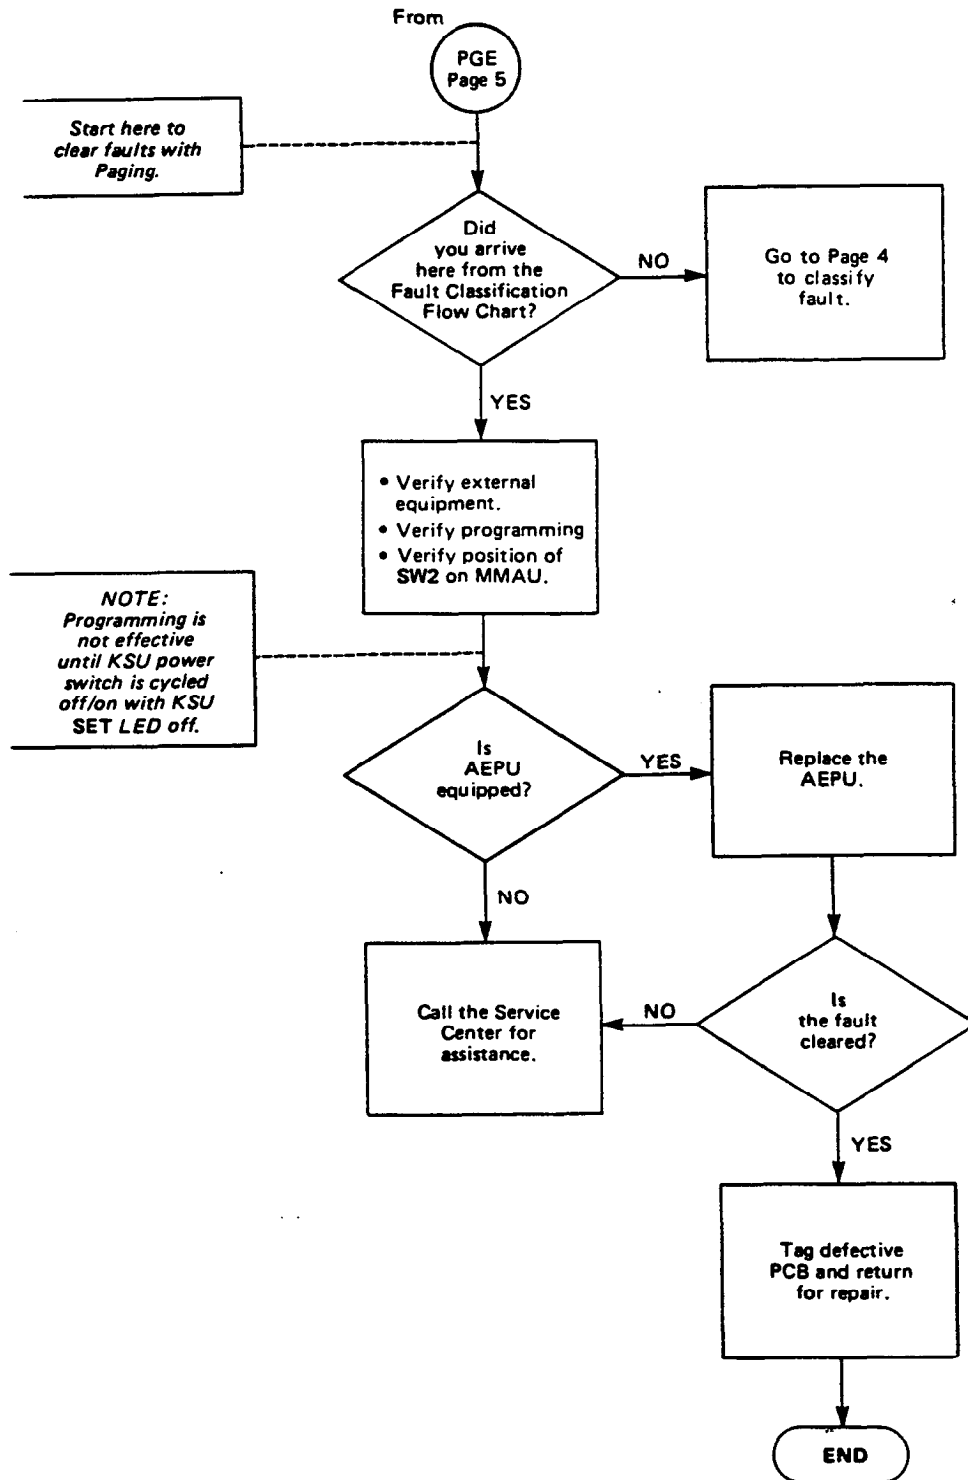 From
PGE
Page 5
Start here to
clear faults with
Paging.
Did
you arrive
here from the
Fault Classification
Flow Chart?
NO
Go to Page 4
to classify
fault.
YES
• Verify external
equipment.
• Verify programming
• Verify position of
SW2 on MMAU.
NOTE:
Programming is
not effective
until KSU power
switch is cycled
off/on with KSU
SET LED off.
Is
AEPU
equipped?
YES
Replace the
AEPU.
NO
Call the Service
Center for
assistance.
NO
Is
the fault
cleared?
YES
Tag defective
PCB and return
for repair.
END